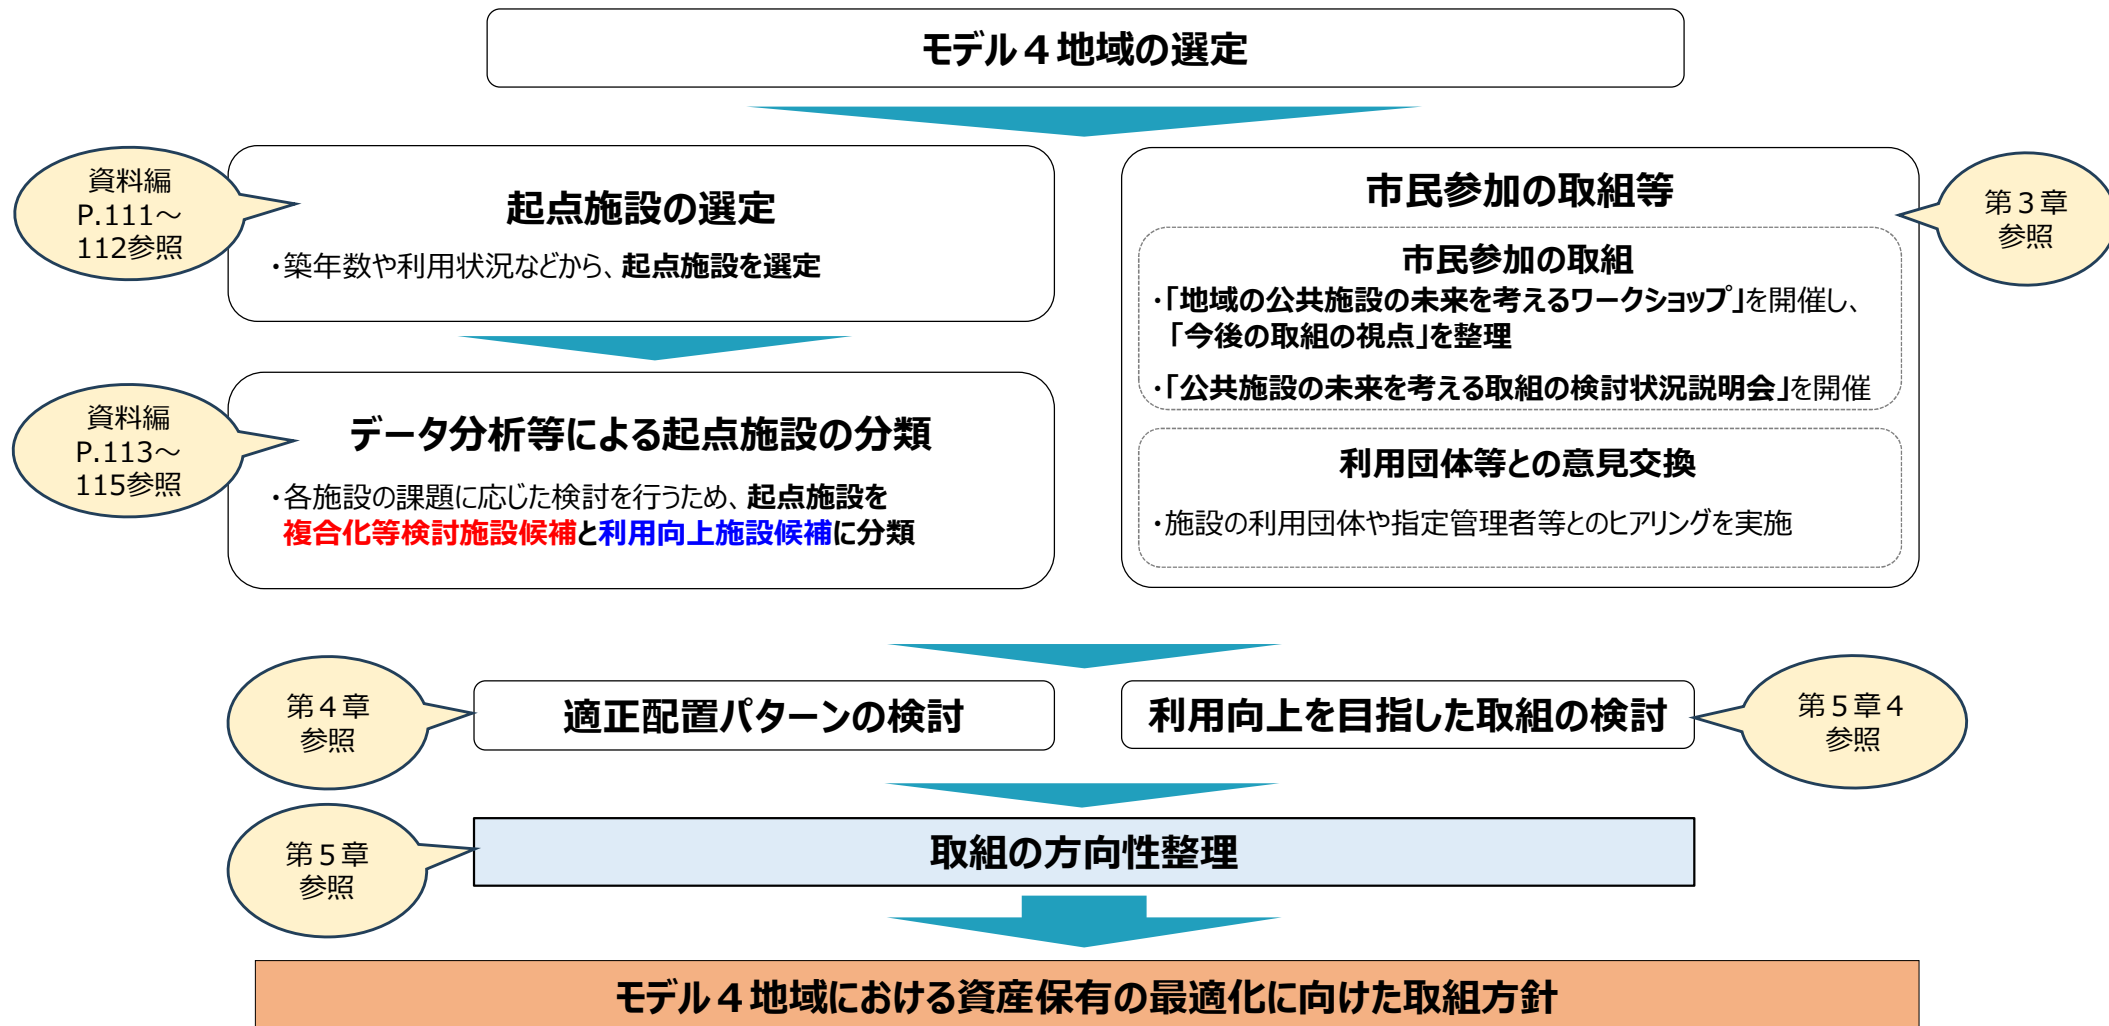 モデル４地域の選定
資料編
P.111～
112参照
起点施設の選定
・築年数や利用状況などから、起点施設を選定
資料編
P.113～
115参照
データ分析等による起点施設の分類
・各施設の課題に応じた検討を行うため、起点施設を
複合化等検討施設候補と利用向上施設候補に分類
市民参加の取組等
第３章
参照
市民参加の取組
・「地域の公共施設の未来を考えるワークショップ」を開催し、
「今後の取組の視点」を整理
・「公共施設の未来を考える取組の検討状況説明会」を開催
利用団体等との意見交換
・施設の利用団体や指定管理者等とのヒアリングを実施
第４章
参照
適正配置パターンの検討
利用向上を目指した取組の検討
第５章４
参照
第５章
参照
取組の方向性整理
モデル４地域における資産保有の最適化に向けた取組方針